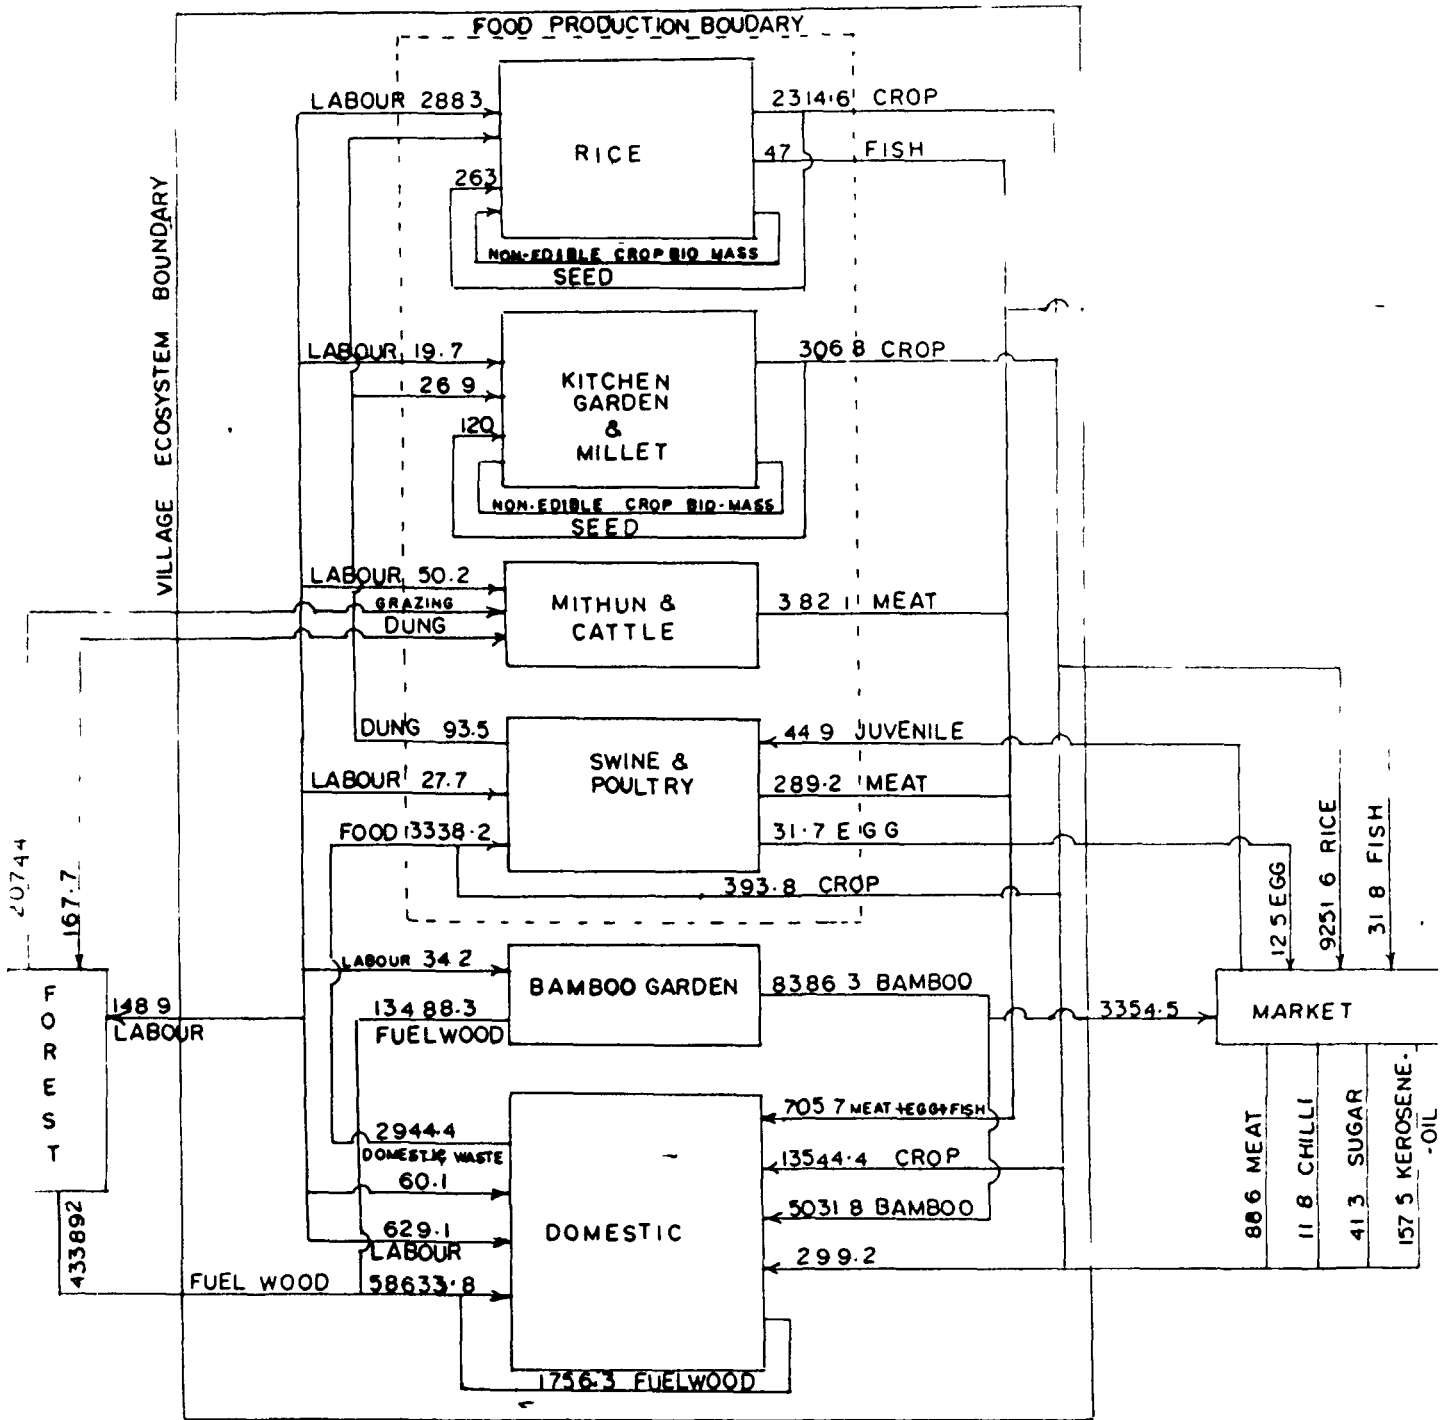 FOOD PRODUCTION BOUDARY
VILLAGE ECOSYSTEM BOUNDARY
LABOUR 2883
2314.6 CROP
RICE
47 FISH
263
NON-EDIBLE CROP BIO MASS
SEED
LABOUR 19.7
306 8 CROP
26 9
KITCHEN
GARDEN
&
MILLET
120
NON-EDIBLE CROP BIO-MASS
SEED
LABOUR 50.2
GRAZING
DUNG
MITHUN &
CATTLE
382 1 MEAT
DUNG 93.5
SWINE &
POULTRY
44 9 JUVENILE
LABOUR 27.7
289.2 MEAT
FOOD 3338.2
31.7 EGG
393.8 CROP
20744
167.7
12 5 EGG
9251 6 RICE
31 8 FISH
LABOUR 34.2
BAMBOO GARDEN
8386 3 BAMBOO
13488.3
FUELWOOD
FOREST
148 9
LABOUR
3354.5
MARKET
705 7 MEAT+EGG+FISH
2944.4
DOMESTIC WASTE
13544.4 CROP
60.1
5031 8 BAMBOO
629.1
LABOUR
DOMESTIC
299.2
88 6 MEAT
11 8 CHILLI
41 3 SUGAR
157 5 KEROSENE-
-OIL
433892
FUEL WOOD 58633.8
1756.3 FUELWOOD